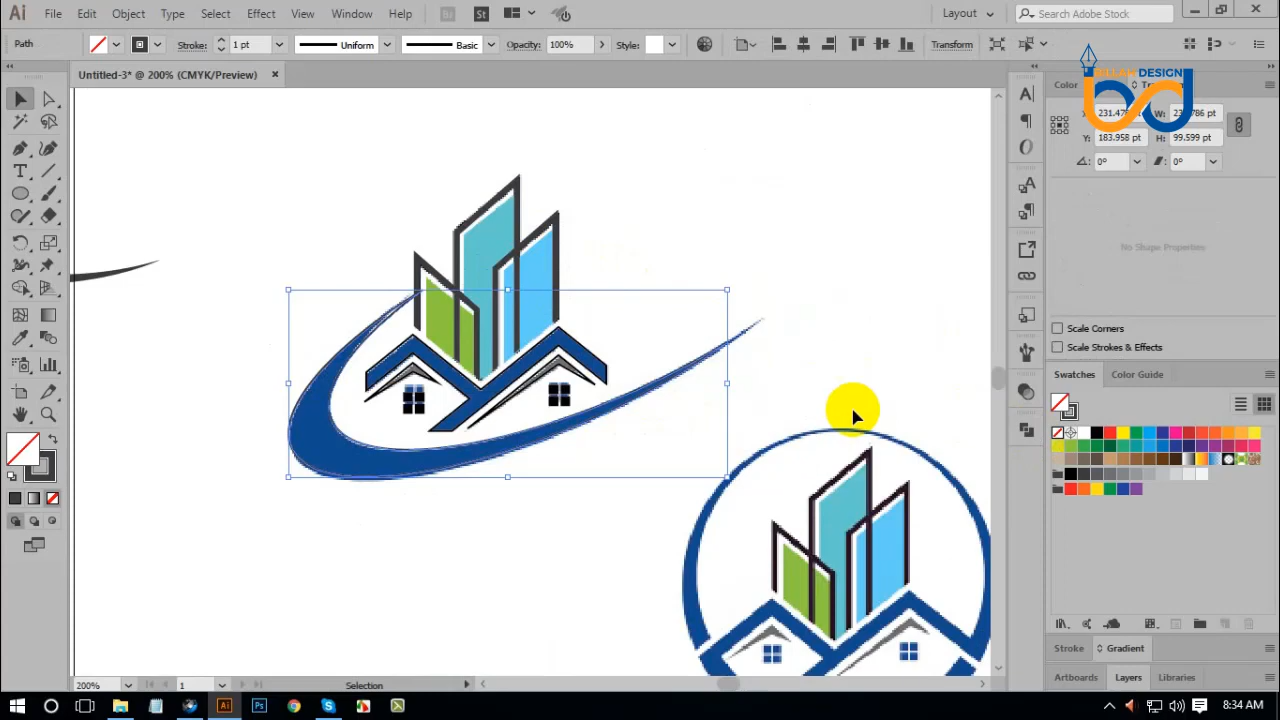 Ai File Edit Object Type Select Effect View Window Help Br St Layout Search Adobe Stock
Path Stroke: 1 pt Uniform Basic Opacity: 100% Style: Transform
Untitled-3* @ 200% (CMYK/Preview) ×
Color
DESIGN
X: W:
Y: 183.958 pt H: 99.599 pt
0° 0°
No Shape Properties
Scale Corners
Scale Strokes & Effects
Swatches Color Guide
Stroke Gradient
200% 1 Selection Artboards Layers Libraries
8:34 AM